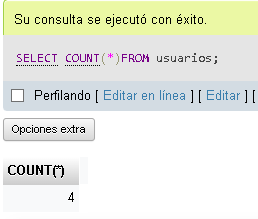 Su consulta se ejecutó con éxito.
SELECT COUNT(*)FROM usuarios;
Perfilando [ Editar en línea ] [ Editar ] [
Opciones extra
COUNT(*)
4